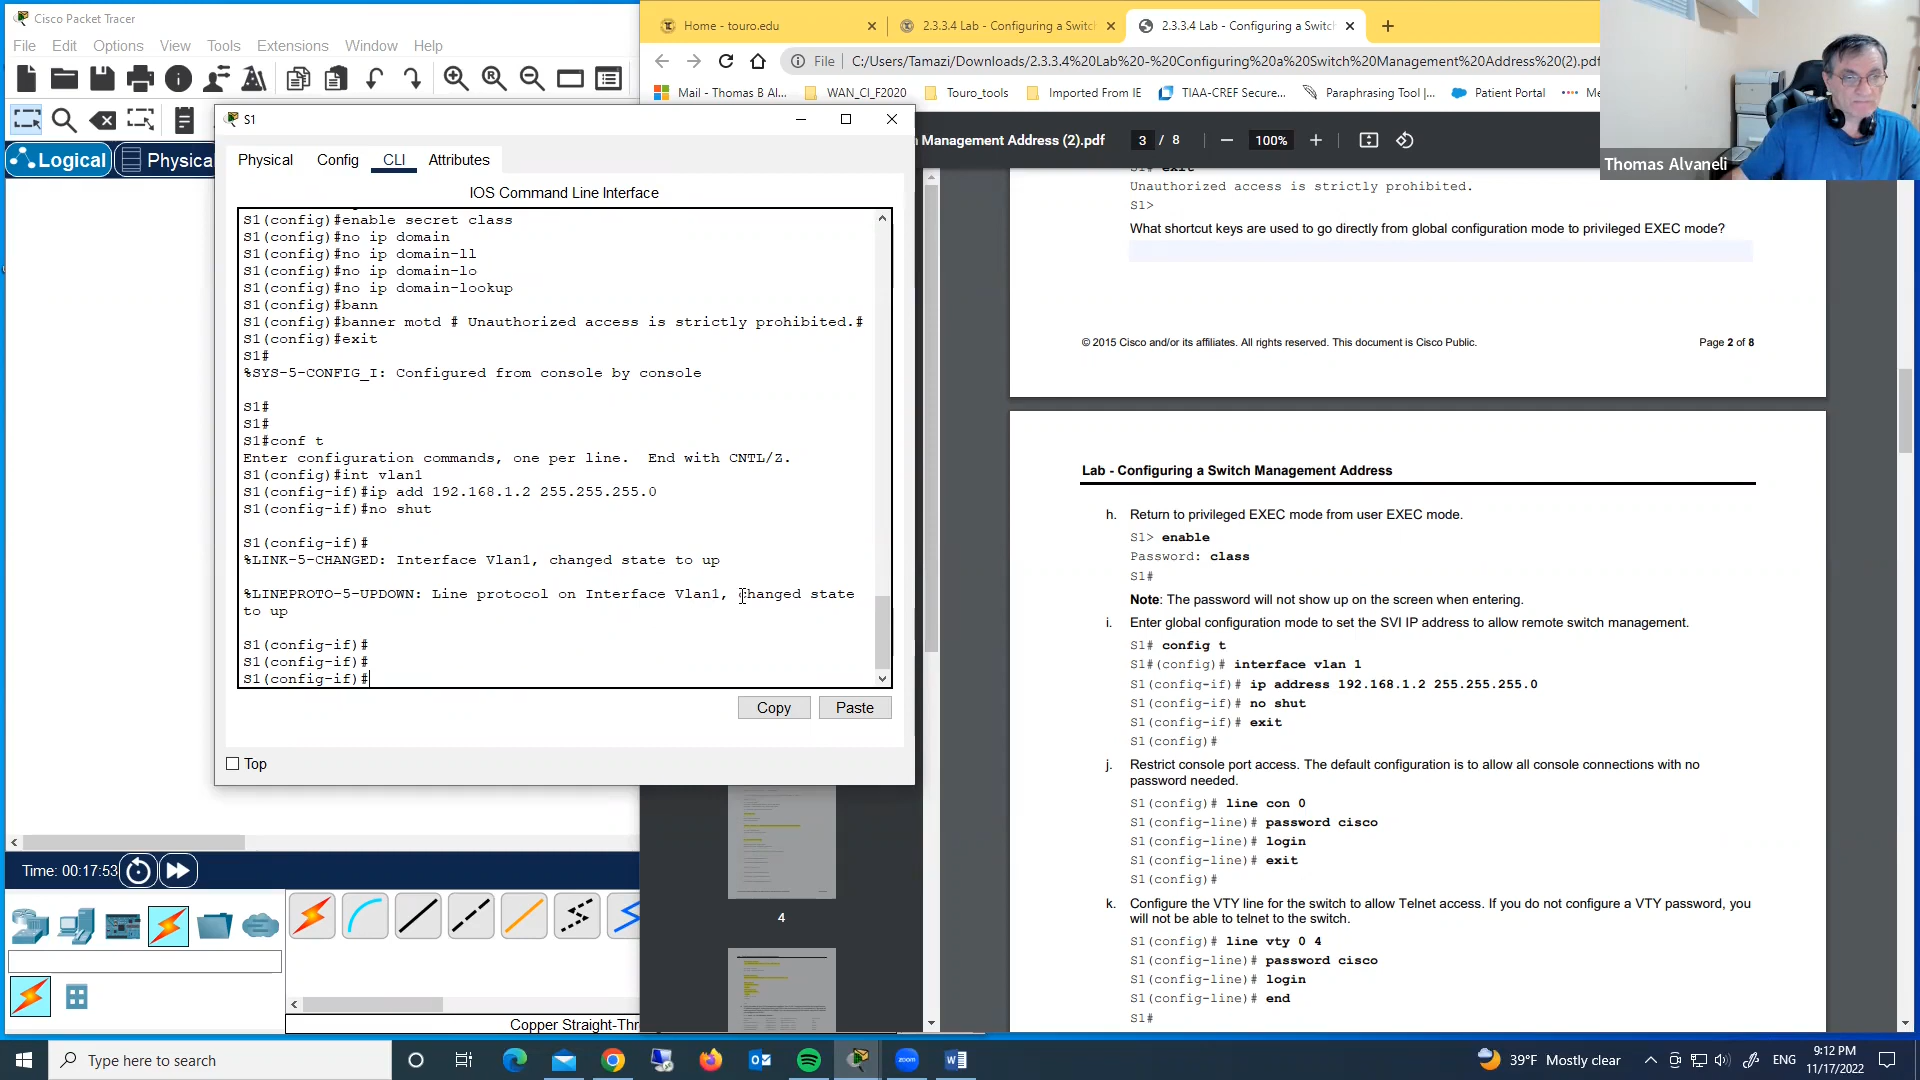 Cisco Packet Tracer
File Edit Options View Tools Extensions Window Help
Logical Physica
S1
Physical Config CLI Attributes
IOS Command Line Interface
S1(config)#enable secret class
S1(config)#no ip domain
S1(config)#no ip domain-ll
S1(config)#no ip domain-lo
S1(config)#no ip domain-lookup
S1(config)#bann
S1(config)#banner motd # Unauthorized access is strictly prohibited.#
S1(config)#exit
S1#
%SYS-5-CONFIG_I: Configured from console by console
S1#
S1#
S1#conf t
Enter configuration commands, one per line.  End with CNTL/Z.
S1(config)#int vlan1
S1(config-if)#ip add 192.168.1.2 255.255.255.0
S1(config-if)#no shut
S1(config-if)#
%LINK-5-CHANGED: Interface Vlan1, changed state to up
%LINEPROTO-5-UPDOWN: Line protocol on Interface Vlan1, changed state
to up
S1(config-if)#
S1(config-if)#
S1(config-if)#
Copy Paste
Top
Time: 00:17:53
Copper Straight-Thr
Home - touro.edu
2.3.3.4 Lab - Configuring a Switch
2.3.3.4 Lab - Configuring a Switch
File C:/Users/Tamazi/Downloads/2.3.3.4%20Lab%20-%20Configuring%20a%20Switch%20Management%20Address%20(2).pdf
Mail - Thomas B Al... WAN_CI_F2020 Touro_tools Imported From IE TIAA-CREF Secure... Paraphrasing Tool |... Patient Portal Me
Thomas Alvaneli
Management Address (2).pdf 3 / 8 100%
4
S1# exit
Unauthorized access is strictly prohibited.
S1>
What shortcut keys are used to go directly from global configuration mode to privileged EXEC mode?
© 2015 Cisco and/or its affiliates. All rights reserved. This document is Cisco Public. Page 2 of 8
Lab - Configuring a Switch Management Address
h. Return to privileged EXEC mode from user EXEC mode.
S1> enable
Password: class
S1#
Note: The password will not show up on the screen when entering.
i. Enter global configuration mode to set the SVI IP address to allow remote switch management.
S1# config t
S1#(config)# interface vlan 1
S1(config-if)# ip address 192.168.1.2 255.255.255.0
S1(config-if)# no shut
S1(config-if)# exit
S1(config)#
j. Restrict console port access. The default configuration is to allow all console connections with no
password needed.
S1(config)# line con 0
S1(config-line)# password cisco
S1(config-line)# login
S1(config-line)# exit
S1(config)#
k. Configure the VTY line for the switch to allow Telnet access. If you do not configure a VTY password, you
will not be able to telnet to the switch.
S1(config)# line vty 0 4
S1(config-line)# password cisco
S1(config-line)# login
S1(config-line)# end
S1#
Type here to search
zoom
39°F Mostly clear
ENG
9:12 PM
11/17/2022